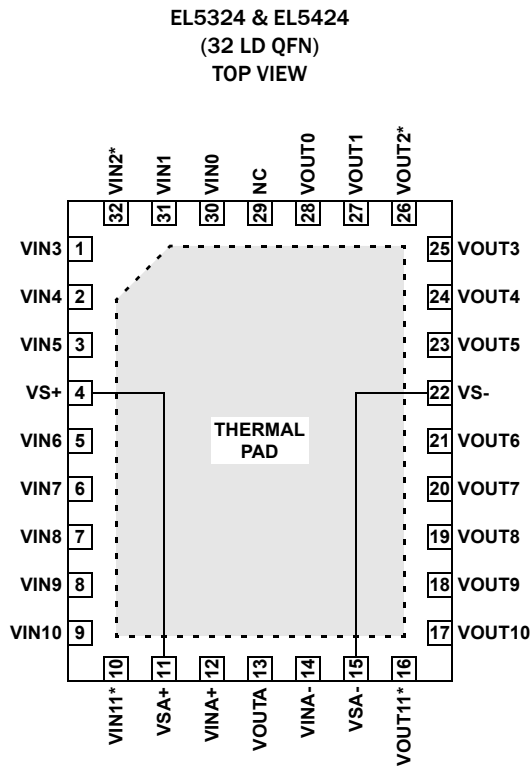 EL5324 & EL5424
(32 LD QFN)
TOP VIEW
VIN2*
VIN1
VIN0
NC
VOUT0
VOUT1
VOUT2*
32
31
30
29
28
27
26
VIN3 1
25 VOUT3
VIN4 2
24 VOUT4
VIN5 3
23 VOUT5
VS+ 4
22 VS-
THERMAL
PAD
VIN6 5
21 VOUT6
VIN7 6
20 VOUT7
VIN8 7
19 VOUT8
VIN9 8
18 VOUT9
VIN10 9
17 VOUT10
VIN11* 10
VSA+ 11
VINA+ 12
VOUTA 13
VINA- 14
VSA- 15
VOUT11* 16